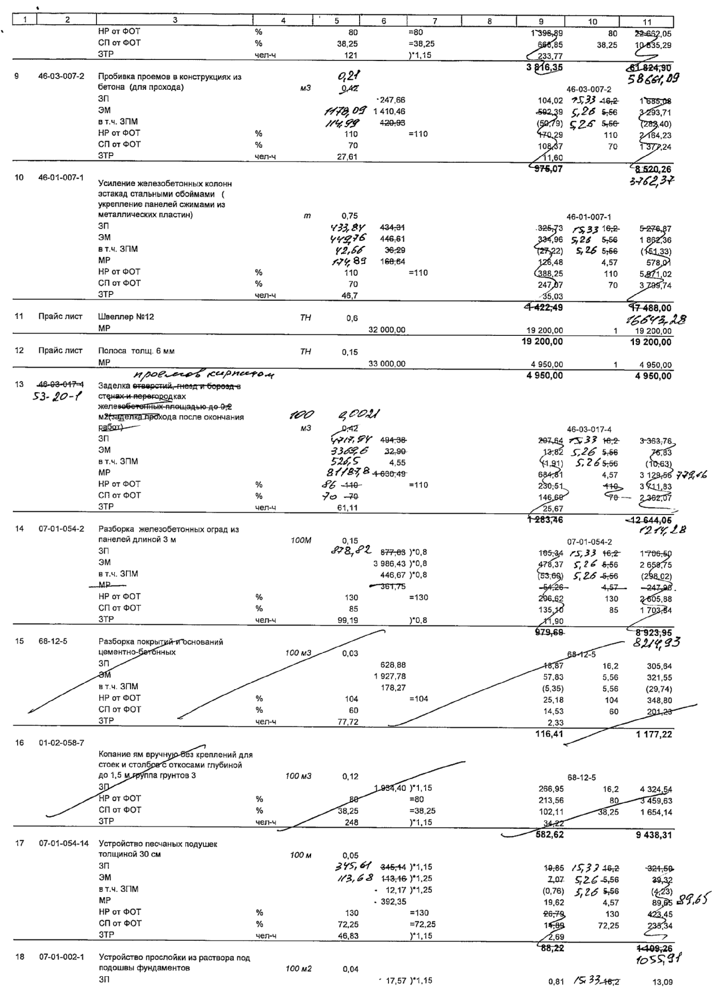 1 2 3 4 5 6 7 8 9 10 11
НР от ФОТ % 80 =80 1 398,89 80 22 662,05
СП от ФОТ % 38,25 =38,25 666,85 38,25 10 835,29
ЗТР чел-ч 121 )*1,15 233,77
3 816,35 61 824,90
58661,09
0,21
9 46-03-007-2 Пробивка проемов в конструкциях из
бетона (для прохода) м3 0,42 46-03-007-2
ЗП 247,66 104,02 15,33 16,2 1 685,08
ЭМ 1178,09 1 410,46 592,39 5,26 5,56 3 293,71
в т.ч. ЗПМ 114,99 120,93 (50,79) 5,26 5,56 (282,40)
НР от ФОТ % 110 =110 170,29 110 2 164,23
СП от ФОТ % 70 108,37 70 1 377,24
ЗТР чел-ч 27,61 11,60
975,07 8 520,26
3762,37
10 46-01-007-1
Усиление железобетонных колонн
эстакад стальными обоймами (
укрепление панелей сжимами из
металлических пластин) т 0,75 46-01-007-1
ЗП 433,84 434,31 325,73 15,33 16,2 5 276,87
ЭМ 449,76 446,61 334,96 5,26 5,56 1 862,36
в т.ч. ЗПМ 42,66 36,29 (27,22) 5,26 5,56 (151,33)
МР 174,89 168,64 126,48 4,57 578,01
НР от ФОТ % 110 =110 388,25 110 5 971,02
СП от ФОТ % 70 247,07 70 3 799,74
ЗТР чел-ч 46,7 35,03
1 422,49 17 488,00
16643,28
11 Прайс лист Швеллер №12 ТН 0,6
МР 32 000,00 19 200,00 1 19 200,00
19 200,00 19 200,00
12 Прайс лист Полоса толщ. 6 мм ТН 0,15
МР 33 000,00 4 950,00 1 4 950,00
4 950,00 4 950,00
проемов кирпичом
13 46-03-017-4 Заделка отверстий, гнезд и борозд в
53-20-1 стенах и перегородках
железобетонных площадью до 0,2
м2(заделка прохода после окончания 100 0,0021
работ) м3 0,42 46-03-017-4
ЗП 4717,94 494,38 207,64 15,33 16,2 3 363,76
ЭМ 3369,6 32,90 13,82 5,26 5,56 76,83
в т.ч. ЗПМ 526,5 4,55 (1,91) 5,26 5,56 (10,63)
МР 81187,8 1 630,49 684,81 4,57 3 129,56 779,16
НР от ФОТ % 86 110 =110 230,51 110 3 711,83
СП от ФОТ % 70 70 146,69 70 2 362,07
ЗТР чел-ч 61,11 25,67
1 283,46 12 644,05
1214,28
14 07-01-054-2 Разборка железобетонных оград из
панелей длиной 3 м 100М 0,15 07-01-054-2
ЗП 878,82 877,83 )*0,8 105,34 15,33 16,2 1 706,50
ЭМ 3 986,43 )*0,8 478,37 5,26 5,56 2 659,75
в т.ч. ЗПМ 446,67 )*0,8 (53,60) 5,26 5,56 (298,02)
МР 361,75 54,26 4,57 247,98
НР от ФОТ % 130 =130 206,62 130 2 605,88
СП от ФОТ % 85 135,10 85 1 703,84
ЗТР чел-ч 99,19 )*0,8 11,90
979,69 8 923,95
8214,93
15 68-12-5 Разборка покрытий и оснований
цементно-бетонных 100 м3 0,03 68-12-5
ЗП 628,88 18,87 16,2 305,64
ЭМ 1 927,78 57,83 5,56 321,55
в т.ч. ЗПМ 178,27 (5,35) 5,56 (29,74)
НР от ФОТ % 104 =104 25,18 104 348,80
СП от ФОТ % 60 14,53 60 201,23
ЗТР чел-ч 77,72 2,33
116,41 1 177,22
16 01-02-058-7
Копание ям вручную без креплений для
стоек и столбов с откосами глубиной
до 1,5 м группа грунтов 3 100 м3 0,12 68-12-5
ЗП 1 934,40 )*1,15 266,95 16,2 4 324,54
НР от ФОТ % 80 =80 213,56 80 3 459,63
СП от ФОТ % 38,25 =38,25 102,11 38,25 1 654,14
ЗТР чел-ч 248 )*1,15 34,22
582,62 9 438,31
17 07-01-054-14 Устройство песчаных подушек
толщиной 30 см 100 м 0,05
ЗП 345,61 345,14 )*1,15 19,85 15,33 16,2 321,50
ЭМ 113,68 113,16 )*1,25 7,07 5,26 5,56 39,32
в т.ч. ЗПМ 12,17 )*1,25 (0,76) 5,26 5,56 (4,23)
МР 392,35 19,62 4,57 89,65 89,65
НР от ФОТ % 130 =130 26,79 130 423,45
СП от ФОТ % 72,25 =72,25 14,89 72,25 235,34
ЗТР чел-ч 46,83 )*1,15 2,69
88,22 1 109,26
1055,91
18 07-01-002-1 Устройство прослойки из раствора под
подошвы фундаментов 100 м2 0,04
ЗП 17,57 )*1,15 0,81 15,33 16,2 13,09